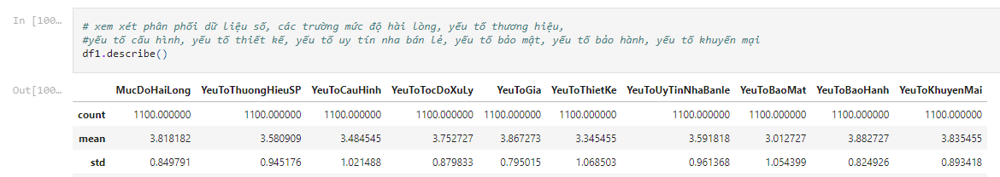 In [100…
# xem xét phân phối dữ liệu số, các trường mức độ hài lòng, yếu tố thương hiệu,
#yếu tố cấu hình, yếu tố thiết kế, yếu tố uy tín nha bán lẻ, yếu tố bảo mật, yếu tố bảo hành, yếu tố khuyến mại
df1.describe()
Out[100…
MucDoHaiLong YeuToThuongHieuSP YeuToCauHinh YeuToTocDoXuLy YeuToGia YeuToThietKe YeuToUyTinNhaBanle YeuToBaoMat YeuToBaoHanh YeuToKhuyenMai
count 1100.000000 1100.000000 1100.000000 1100.000000 1100.000000 1100.000000 1100.000000 1100.000000 1100.000000 1100.000000
mean 3.818182 3.580909 3.484545 3.752727 3.867273 3.345455 3.591818 3.012727 3.882727 3.835455
std 0.849791 0.945176 1.021488 0.879833 0.795015 1.068503 0.961368 1.054399 0.824926 0.893418